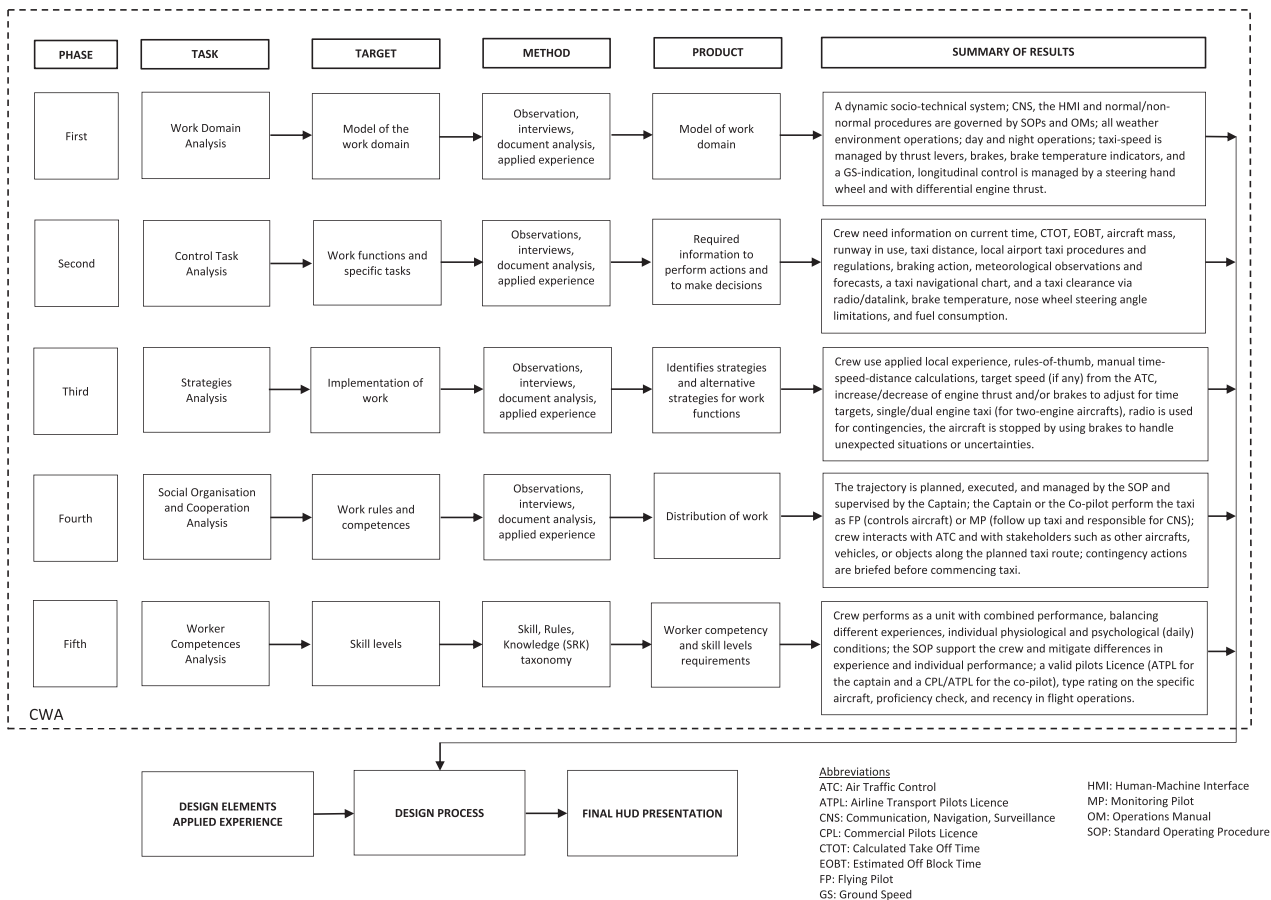 PHASE
TASK
TARGET
METHOD
PRODUCT
SUMMARY OF RESULTS
First
Work Domain
Analysis
Model of the
work domain
Observation,
interviews,
document analysis,
applied experience
Model of work
domain
A dynamic socio-technical system; CNS, the HMI and normal/non-
normal procedures are governed by SOPs and OMs; all weather
environment operations; day and night operations; taxi-speed is
managed by thrust levers, brakes, brake temperature indicators, and
a GS-indication, longitudinal control is managed by a steering hand
wheel and with differential engine thrust.
Second
Control Task
Analysis
Work functions and
specific tasks
Observations,
interviews,
document analysis,
applied experience
Required
information to
perform actions and
to make decisions
Crew need information on current time, CTOT, EOBT, aircraft mass,
runway in use, taxi distance, local airport taxi procedures and
regulations, braking action, meteorological observations and
forecasts, a taxi navigational chart, and a taxi clearance via
radio/datalink, brake temperature, nose wheel steering angle
limitations, and fuel consumption.
Third
Strategies
Analysis
Implementation of
work
Observations,
interviews,
document analysis,
applied experience
Identifies strategies
and alternative
strategies for work
functions
Crew use applied local experience, rules-of-thumb, manual time-
speed-distance calculations, target speed (if any) from the ATC,
increase/decrease of engine thrust and/or brakes to adjust for time
targets, single/dual engine taxi (for two-engine aircrafts), radio is used
for contingencies, the aircraft is stopped by using brakes to handle
unexpected situations or uncertainties.
Fourth
Social Organisation
and Cooperation
Analysis
Work rules and
competences
Observations,
interviews,
document analysis,
applied experience
Distribution of work
The trajectory is planned, executed, and managed by the SOP and
supervised by the Captain; the Captain or the Co-pilot perform the taxi
as FP (controls aircraft) or MP (follow up taxi and responsible for CNS);
crew interacts with ATC and with stakeholders such as other aircrafts,
vehicles, or objects along the planned taxi route; contingency actions
are briefed before commencing taxi.
Fifth
Worker
Competences
Analysis
Skill levels
Skill, Rules,
Knowledge (SRK)
taxonomy
Worker competency
and skill levels
requirements
Crew performs as a unit with combined performance, balancing
different experiences, individual physiological and psychological (daily)
conditions; the SOP support the crew and mitigate differences in
experience and individual performance; a valid pilots Licence (ATPL for
the captain and a CPL/ATPL for the co-pilot), type rating on the specific
aircraft, proficiency check, and recency in flight operations.
CWA
DESIGN ELEMENTS
APPLIED EXPERIENCE
DESIGN PROCESS
FINAL HUD PRESENTATION
Abbreviations
ATC: Air Traffic Control
ATPL: Airline Transport Pilots Licence
CNS: Communication, Navigation, Surveillance
CPL: Commercial Pilots Licence
CTOT: Calculated Take Off Time
EOBT: Estimated Off Block Time
FP: Flying Pilot
GS: Ground Speed
HMI: Human-Machine Interface
MP: Monitoring Pilot
OM: Operations Manual
SOP: Standard Operating Procedure